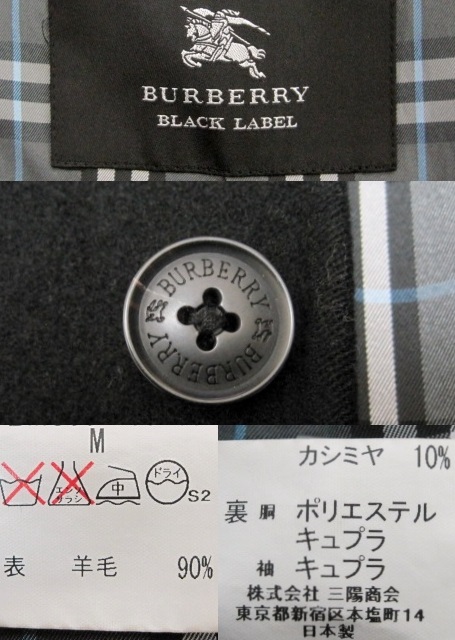 BURBERRY
BLACK LABEL
BURBERRY
BURBERRY
M
エンソ
サラシ
中
ドライ
S2
表 羊毛 90%
カシミヤ 10%
裏 胴 ポリエステル
キュプラ
袖 キュプラ
株式会社 三陽商会
東京都新宿区本塩町14
日本製